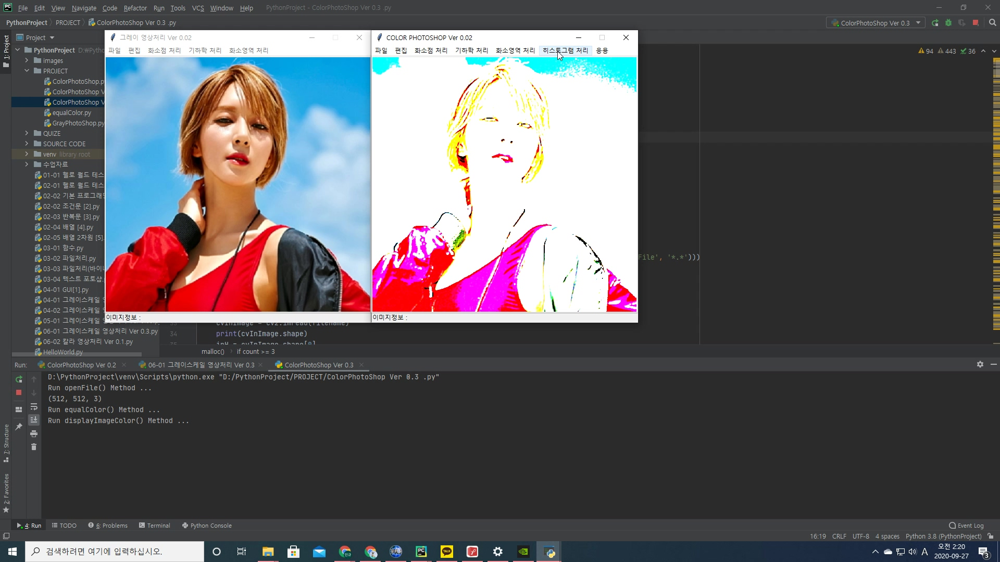 PC File Edit View Navigate Code Refactor Run Tools VCS Window Help PythonProject - ColorPhotoShop Ver 0.3 .py
PythonProject PROJECT ColorPhotoShop Ver 0.3 .py ColorPhotoShop Ver 0.3
1: Project
Project
PythonProject D:₩Pytho
images
PROJECT
ColorPhotoShop.p
ColorPhotoShop V
ColorPhotoShop V
equalColor.py
GrayPhotoShop.py
QUIZE
SOURCE CODE
venv library root
수업자료
01-01 헬로 월드 테스
02-01 헬로 월드 테스
02-02 기본 프로그래밍
02-02 조건문 [2].py
02-03 반복문 [3].py
02-04 배열 [4].py
02-05 배열 2차원 [5].
03-01 함수.py
03-02 파일처리.py
03-03 파일처리(바이너
03-04 텍스트 포토샵.
04-01 GUI[1].py
04-01 그레이스케일
04-02 그레이스케일
05-01 그레이스케일
06-01 그레이스케일 영상처리 Ver 0.3.py
06-02 칼라 영상처리 Ver 0.1.py
HelloWorld.py
그레이 영상처리 Ver 0.02
파일 편집 화소점 처리 기하학 처리 화소영역 처리
이미지정보 :
COLOR PHOTOSHOP Ver 0.02
파일 편집 화소점 처리 기하학 처리 화소영역 처리 히스토그램 처리 응용
이미지정보 :
94 443 36
File', '*.*')))
33 cvInImage = cv2.imread(filename)
34 print(cvInImage.shape)
35 inH = cvInImage.shape[0]
malloc() if count >= 3
Run: ColorPhotoShop Ver 0.2 06-01 그레이스케일 영상처리 Ver 0.3 ColorPhotoShop Ver 0.3
D:\PythonProject\venv\Scripts\python.exe "D:/PythonProject/PROJECT/ColorPhotoShop Ver 0.3 .py"
Run openFile() Method ...
(512, 512, 3)
Run equalColor() Method ...
Run displayImageColor() Method ...
7: Structure
2: Favorites
4: Run TODO 6: Problems Terminal Python Console Event Log
16:19 CRLF UTF-8 4 spaces Python 3.8 (PythonProject)
검색하려면 여기에 입력하십시오.
PC TALK
A 오전 2:20
2020-09-27
3